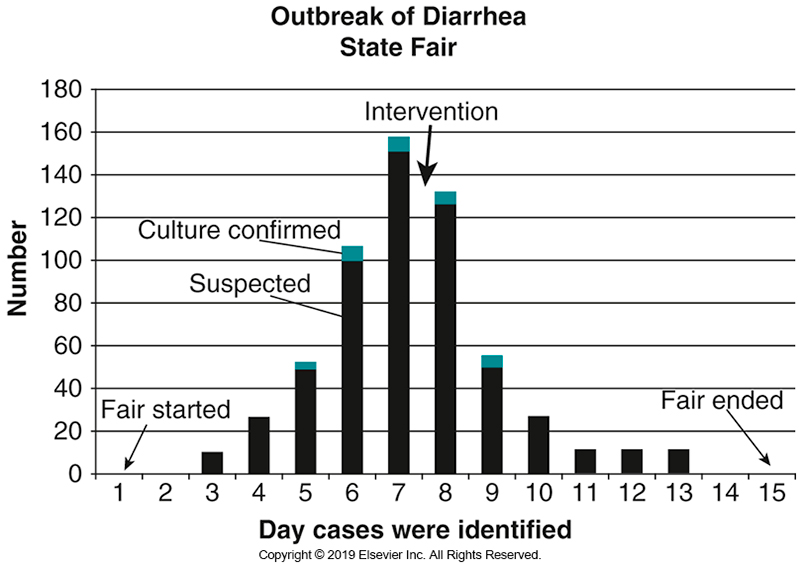 Outbreak of Diarrhea
State Fair
180
160
140
120
100
80
60
40
20
0
Number
Intervention
Culture confirmed
Suspected
Fair started
Fair ended
1 2 3 4 5 6 7 8 9 10 11 12 13 14 15
Day cases were identified
Copyright © 2019 Elsevier Inc. All Rights Reserved.